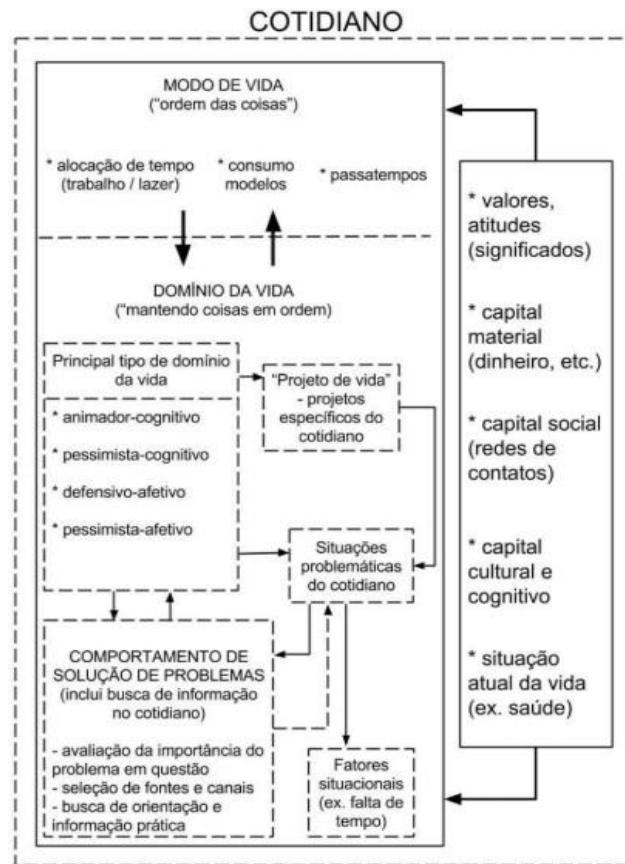 COTIDIANO
MODO DE VIDA
("ordem das coisas")
* alocação de tempo
(trabalho / lazer)
* consumo
modelos
* passatempos
DOMÍNIO DA VIDA
("mantendo coisas em ordem)
Principal tipo de domínio
da vida
* animador-cognitivo
* pessimista-cognitivo
* defensivo-afetivo
* pessimista-afetivo
"Projeto de vida"
- projetos
específicos do
cotidiano
Situações
problemáticas
do cotidiano
COMPORTAMENTO DE
SOLUÇÃO DE PROBLEMAS
(inclui busca de informação
no cotidiano)
- avaliação da importância do
problema em questão
- seleção de fontes e canais
- busca de orientação e
informação prática
Fatores
situacionais
(ex. falta de
tempo)
* valores,
atitudes
(significados)
* capital
material
(dinheiro, etc.)
* capital social
(redes de
contatos)
* capital
cultural e
cognitivo
* situação
atual da vida
(ex. saúde)